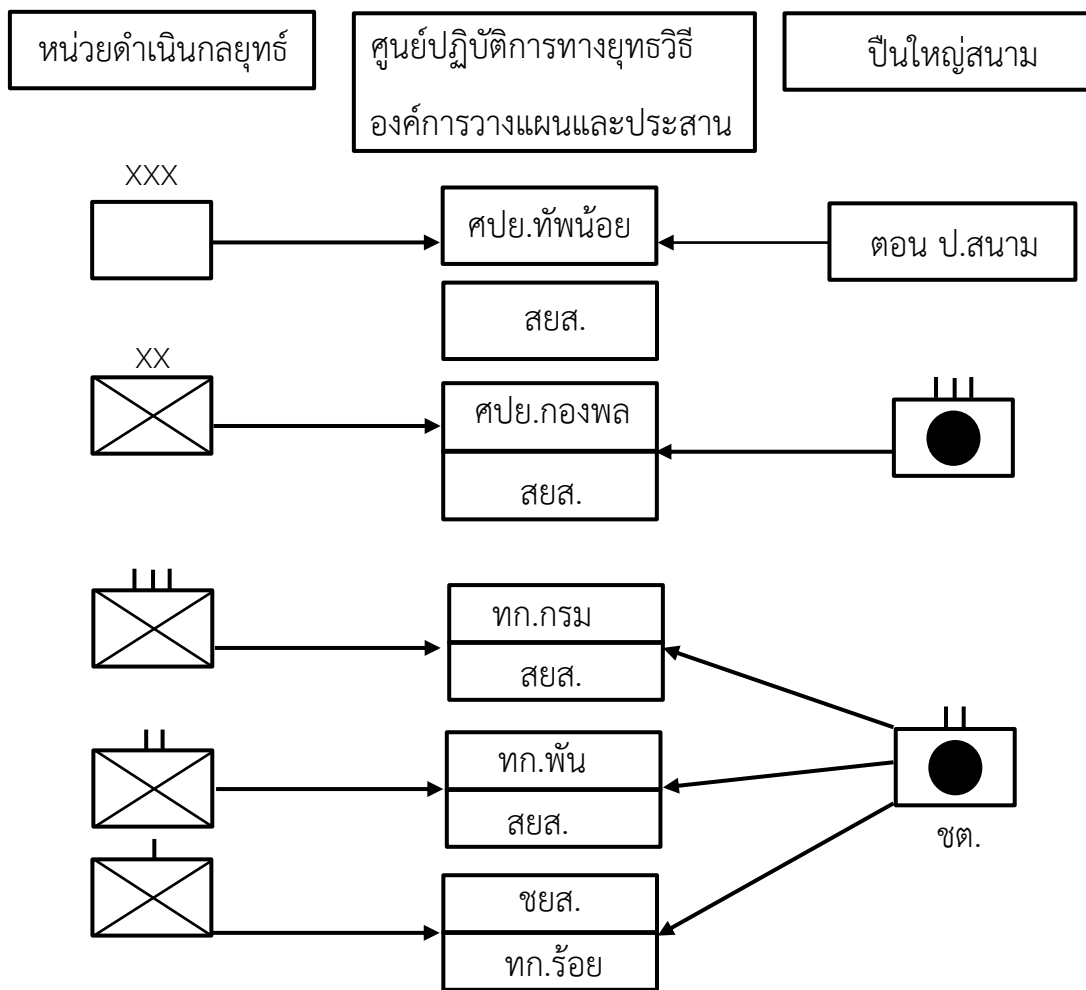 หน่วยดำเนินกลยุทธ์
ศูนย์ปฏิบัติการทางยุทธวิธี
องค์การวางแผนและประสาน
ปืนใหญ่สนาม
XXX
ศปย.ทัพน้อย
ตอน ป.สนาม
สยส.
XX
ศปย.กองพล
สยส.
ทก.กรม
สยส.
ทก.พัน
สยส.
ชต.
ชยส.
ทก.ร้อย